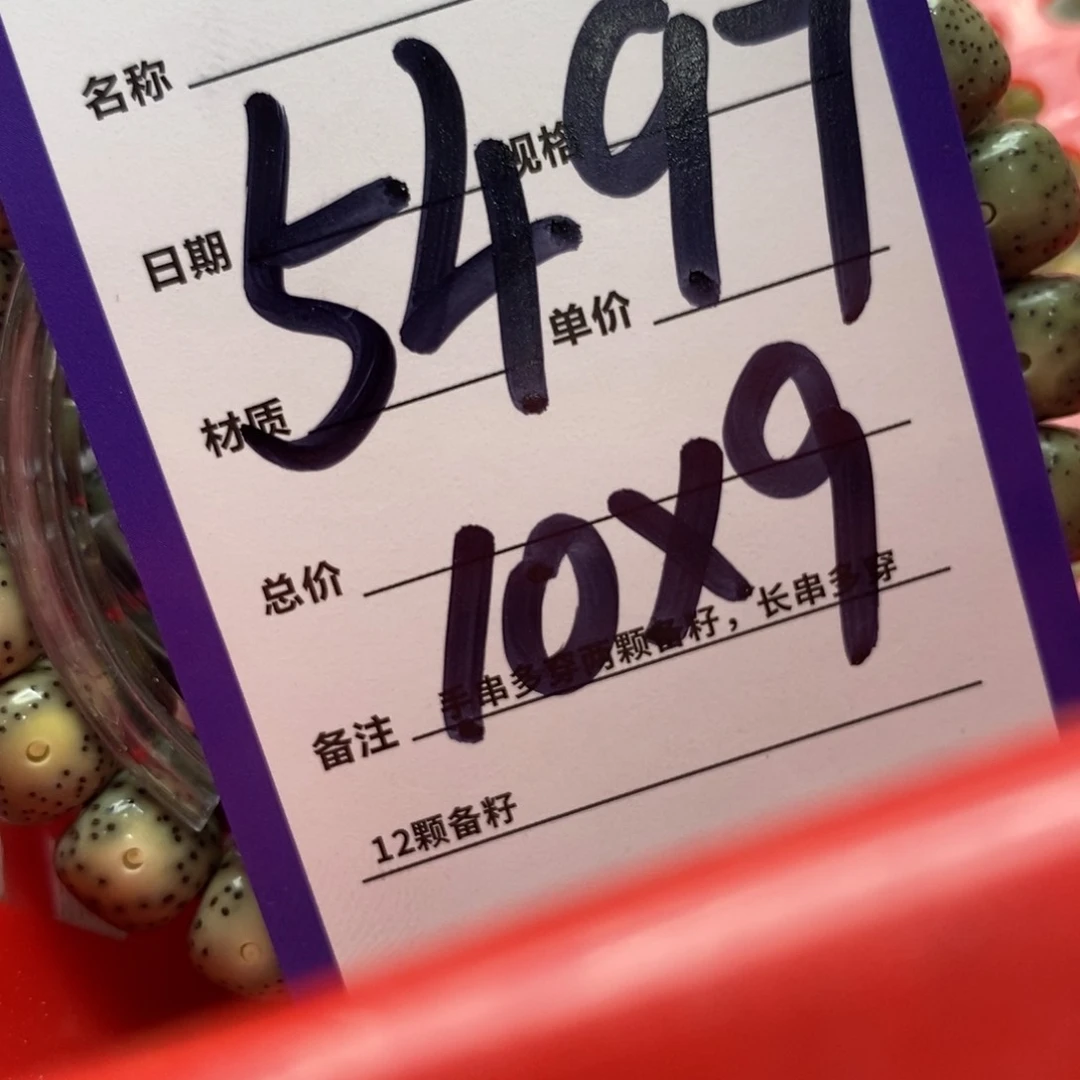 名称
5497
规格
日期
单价
材质
10X9
总价
备注 手串多穿两颗备籽，长串多穿
12颗备籽